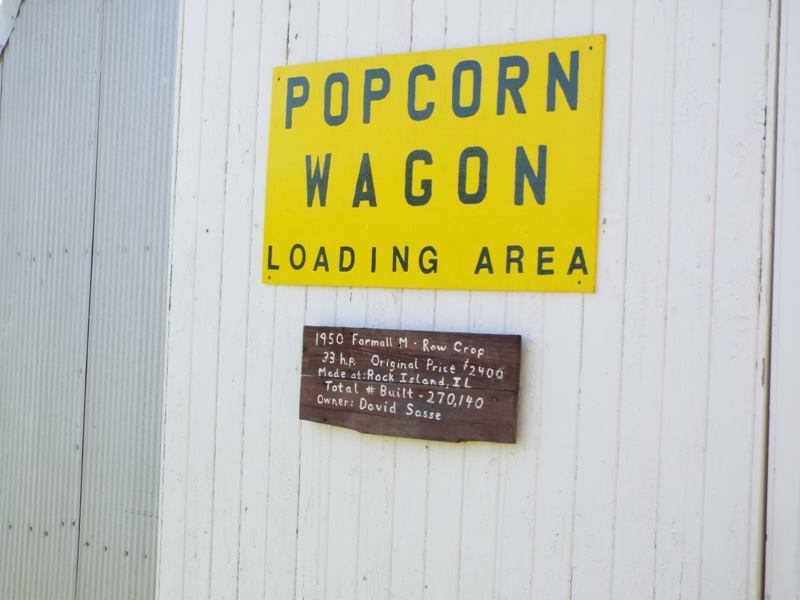 POPCORN
WAGON
LOADING AREA
1950 Farmall M - Row Crop
33 h.p. Original Price $2400
Made at: Rock Island, IL
Total # Built - 270,140
Owner: David Sasse